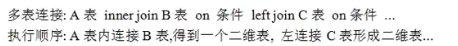 多表连接: A 表 inner join B 表 on 条件 left join C 表 on 条件 ...
执行顺序: A 表内连接 B 表,得到一个二维表, 左连接 C 表形成二维表...